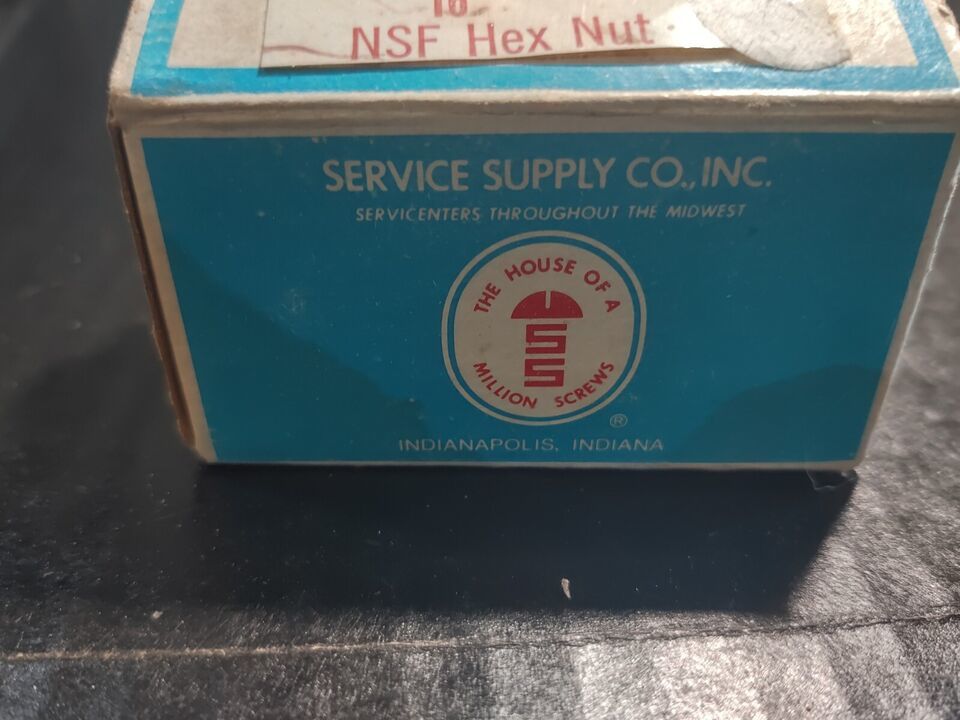 16
NSF Hex Nut
SERVICE SUPPLY CO., INC.
SERVICENTERS THROUGHOUT THE MIDWEST
THE HOUSE OF A
SS
MILLION SCREWS
®
INDIANAPOLIS, INDIANA